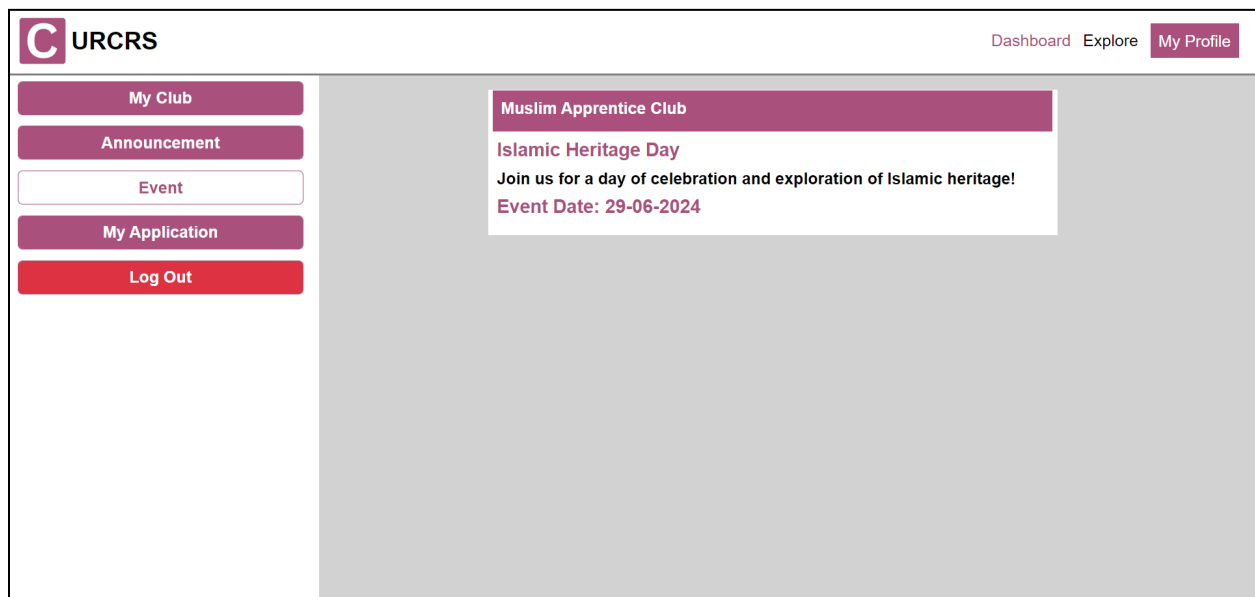 C URCRS
Dashboard Explore My Profile
My Club
Announcement
Event
My Application
Log Out
Muslim Apprentice Club
Islamic Heritage Day
Join us for a day of celebration and exploration of Islamic heritage!
Event Date: 29-06-2024